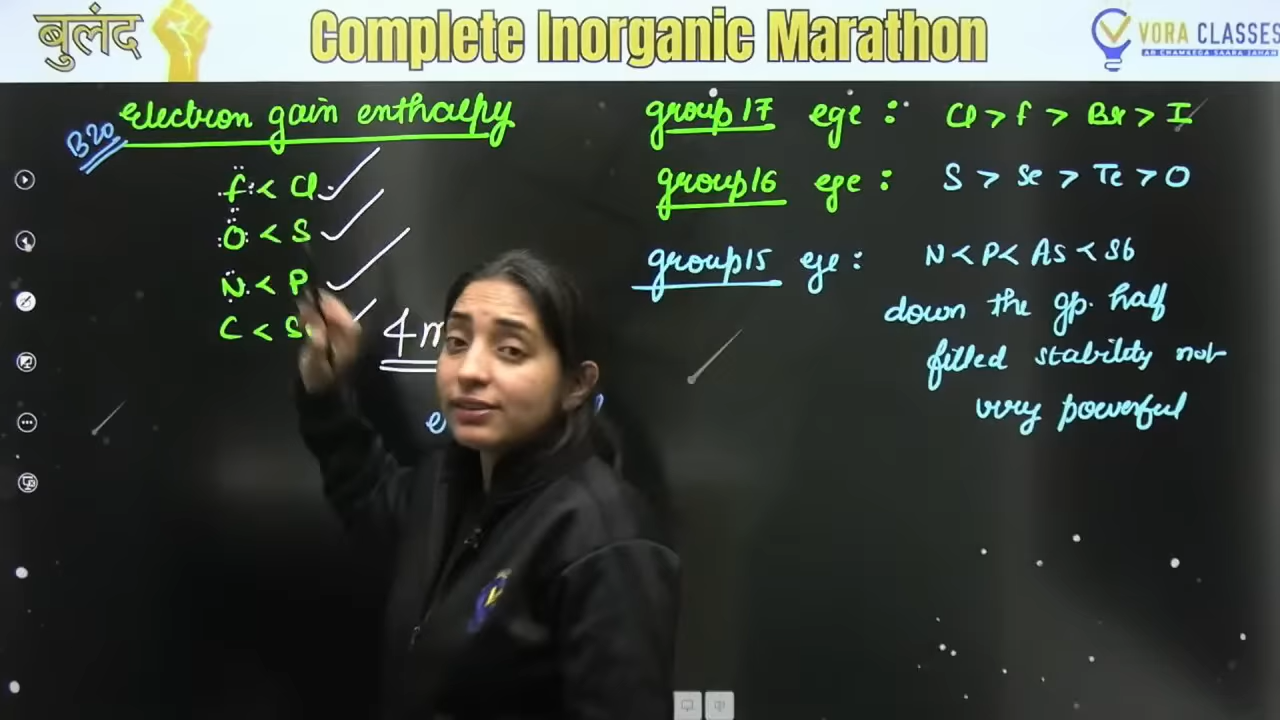 बुलंद
Complete Inorganic Marathon
VORA CLASSES
B20
Electron gain enthalpy
F < Cl
O < S
N < P
C < S
4
group 17 ege : Cl > F > Br > I
group 16 ege : S > Se > Te > O
group 15 ege : N < P < As < Sb
down the gp. half
filled stability not
very powerful